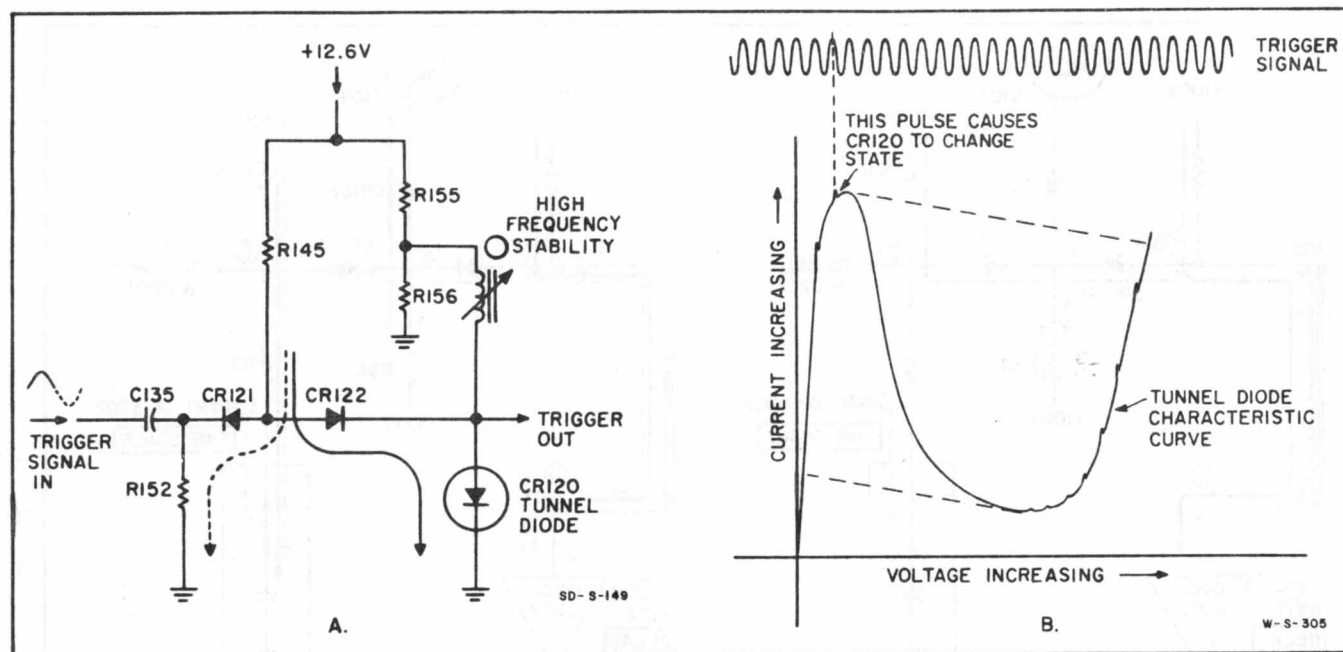 +12.6V
R155
HIGH
FREQUENCY
STABILITY
R145
R156
C135
CR121
CR122
TRIGGER
SIGNAL
IN
R152
TRIGGER
OUT
CR120
TUNNEL
DIODE
SD-S-149
A.
TRIGGER
SIGNAL
THIS PULSE CAUSES
CR120 TO CHANGE
STATE
CURRENT INCREASING
TUNNEL DIODE
CHARACTERISTIC
CURVE
VOLTAGE INCREASING
B.
W-S-305